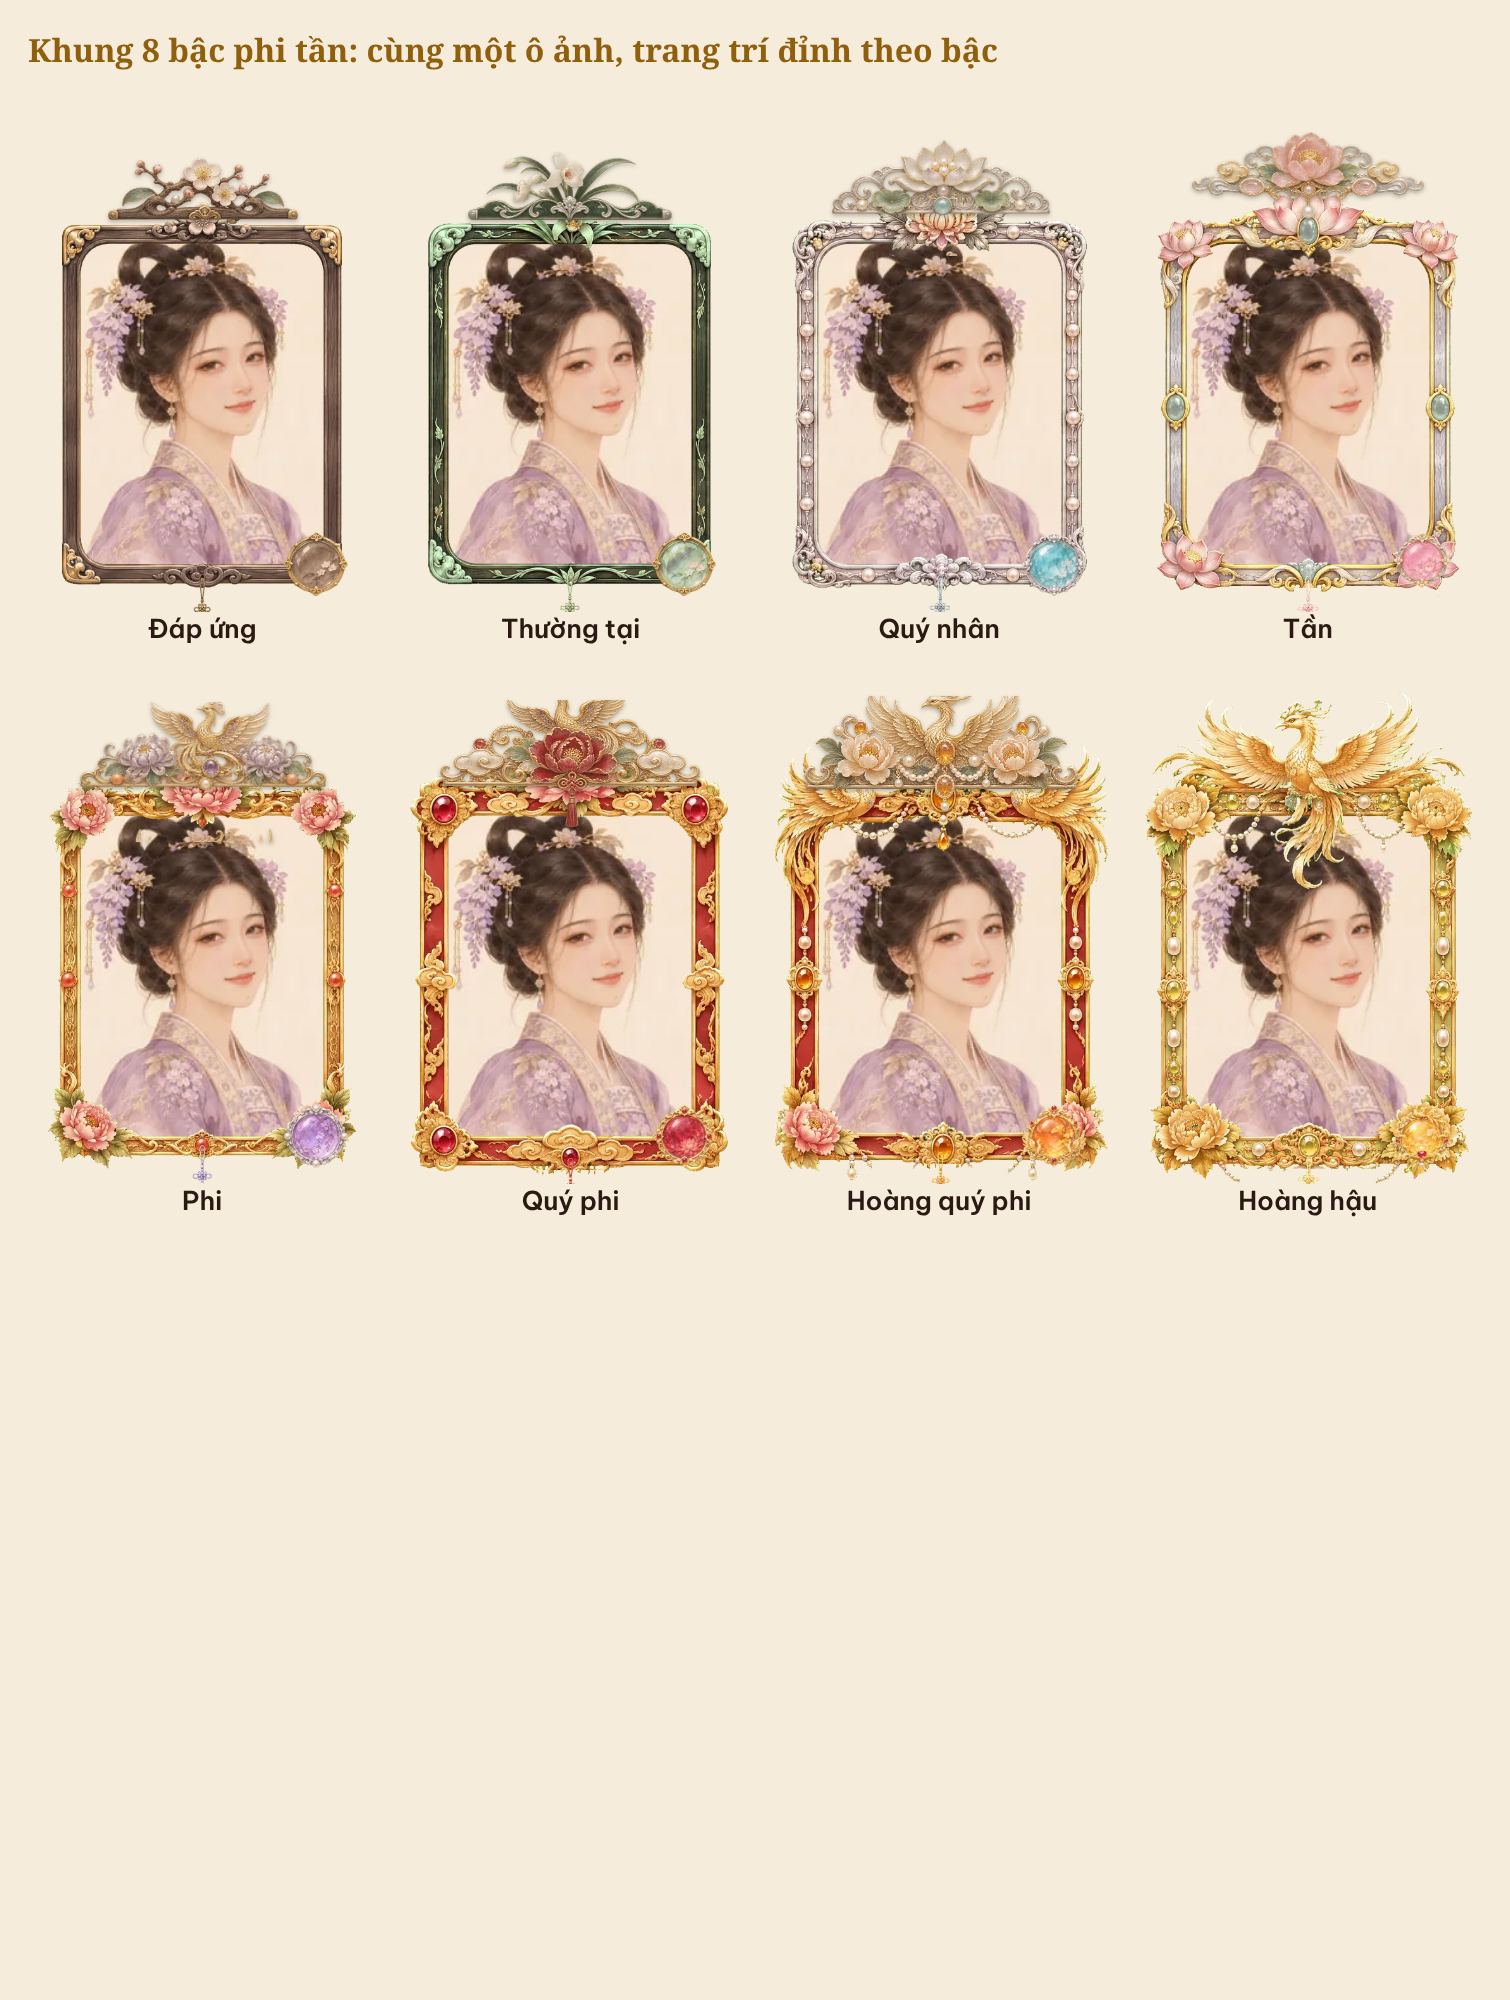 Khung 8 bậc phi tần: cùng một ô ảnh, trang trí đỉnh theo bậc
Đáp ứng
Thường tại
Quý nhân
Tần
Phi
Quý phi
Hoàng quý phi
Hoàng hậu